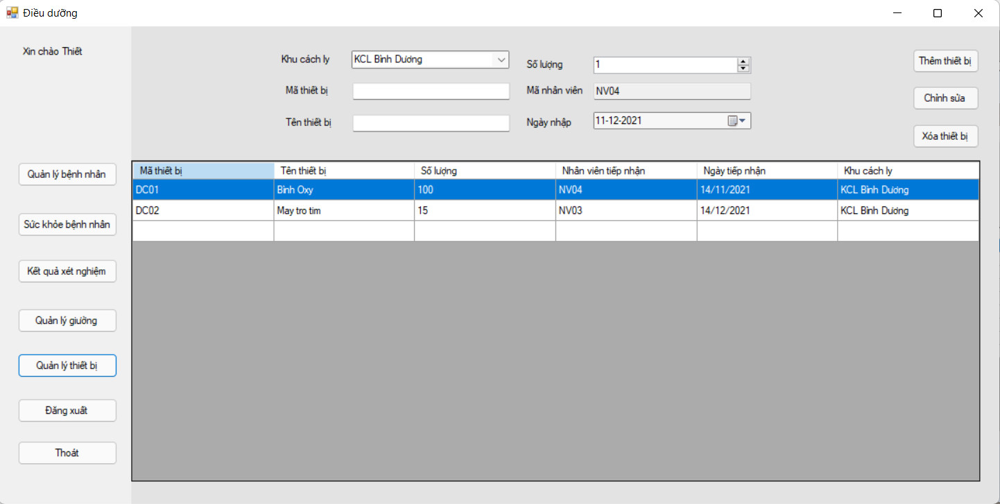 Điều dưỡng
Xin chào Thiết
Khu cách ly KCL Bình Dương
Số lượng 1
Thêm thiết bị
Mã thiết bị
Mã nhân viên NV04
Chỉnh sửa
Tên thiết bị
Ngày nhập 11-12-2021
Xóa thiết bị
Quản lý bệnh nhân
Sức khỏe bệnh nhân
Kết quả xét nghiệm
Quản lý giường
Quản lý thiết bị
Đăng xuất
Thoát
Mã thiết bị Tên thiết bị Số lượng Nhân viên tiếp nhận Ngày tiếp nhận Khu cách ly
DC01 Bình Oxy 100 NV04 14/11/2021 KCL Bình Dương
DC02 May tro tim 15 NV03 14/12/2021 KCL Bình Dương